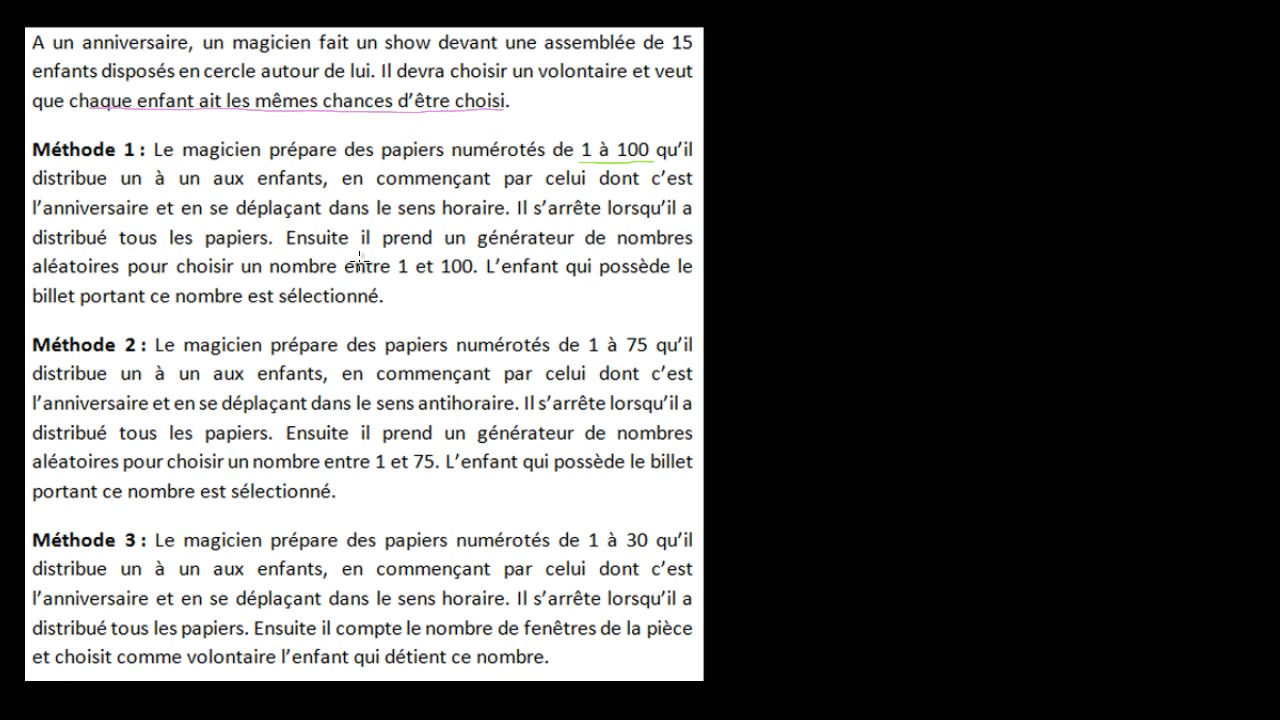 A un anniversaire, un magicien fait un show devant une assemblée de 15
enfants disposés en cercle autour de lui. Il devra choisir un volontaire et veut
que chaque enfant ait les mêmes chances d’être choisi.
Méthode 1 : Le magicien prépare des papiers numérotés de 1 à 100 qu’il
distribue un à un aux enfants, en commençant par celui dont c’est
l’anniversaire et en se déplaçant dans le sens horaire. Il s’arrête lorsqu’il a
distribué tous les papiers. Ensuite il prend un générateur de nombres
aléatoires pour choisir un nombre entre 1 et 100. L’enfant qui possède le
billet portant ce nombre est sélectionné.
Méthode 2 : Le magicien prépare des papiers numérotés de 1 à 75 qu’il
distribue un à un aux enfants, en commençant par celui dont c’est
l’anniversaire et en se déplaçant dans le sens antihoraire. Il s’arrête lorsqu’il a
distribué tous les papiers. Ensuite il prend un générateur de nombres
aléatoires pour choisir un nombre entre 1 et 75. L’enfant qui possède le billet
portant ce nombre est sélectionné.
Méthode 3 : Le magicien prépare des papiers numérotés de 1 à 30 qu’il
distribue un à un aux enfants, en commençant par celui dont c’est
l’anniversaire et en se déplaçant dans le sens horaire. Il s’arrête lorsqu’il a
distribué tous les papiers. Ensuite il compte le nombre de fenêtres de la pièce
et choisit comme volontaire l’enfant qui détient ce nombre.